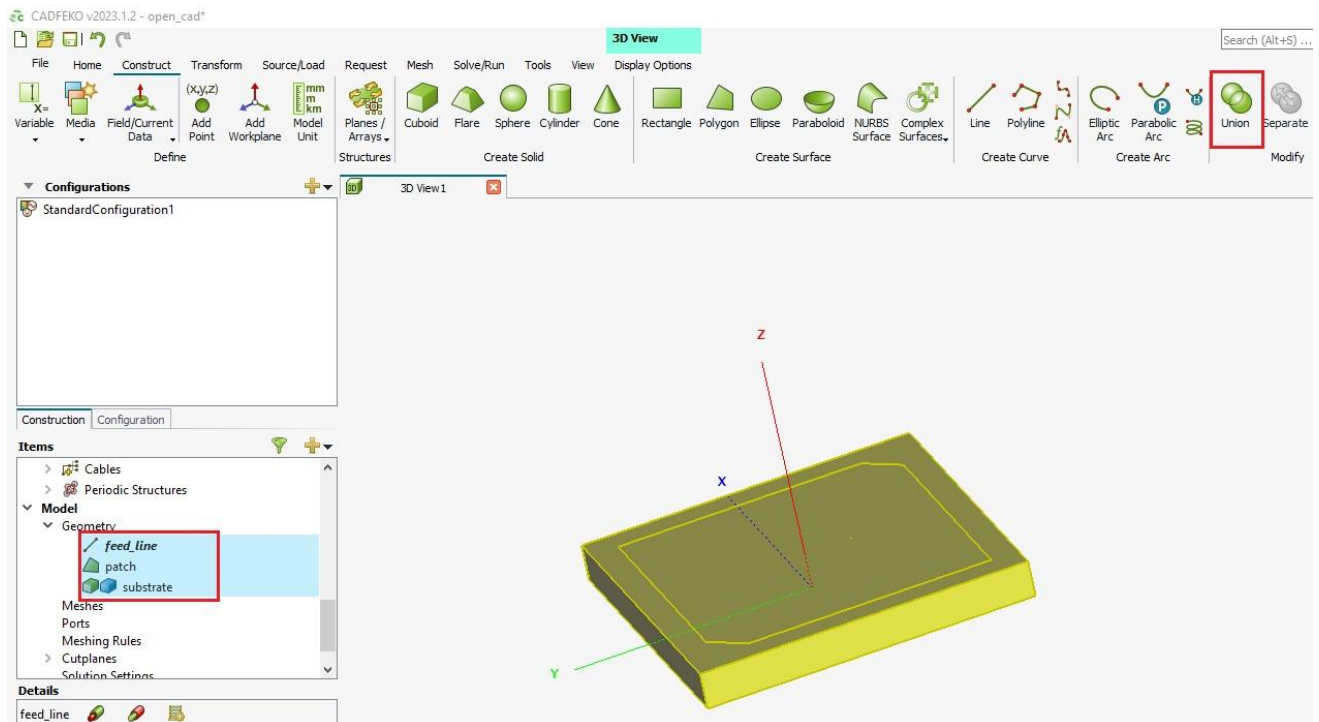 CADFEKO v2023.1.2 - open_cad*
3D View
Search (Alt+S) ...
File Home Construct Transform Source/Load Request Mesh Solve/Run Tools View Display Options
Variable Media Field/Current Data (x,y,z) Add Point Add Workplane mm m km Model Unit Planes / Arrays Cuboid Flare Sphere Cylinder Cone Rectangle Polygon Ellipse Paraboloid NURBS Surface Complex Surfaces Line Polyline Elliptic Arc Parabolic Arc Union Separate
Define Structures Create Solid Create Surface Create Curve Create Arc Modify
Configurations
3D View1
StandardConfiguration1
Construction Configuration
Items
Cables
Periodic Structures
Model
Geometry
feed_line
patch
substrate
Meshes
Ports
Meshing Rules
Cutplanes
Solution Settings
Details
feed_line
Z
X
Y